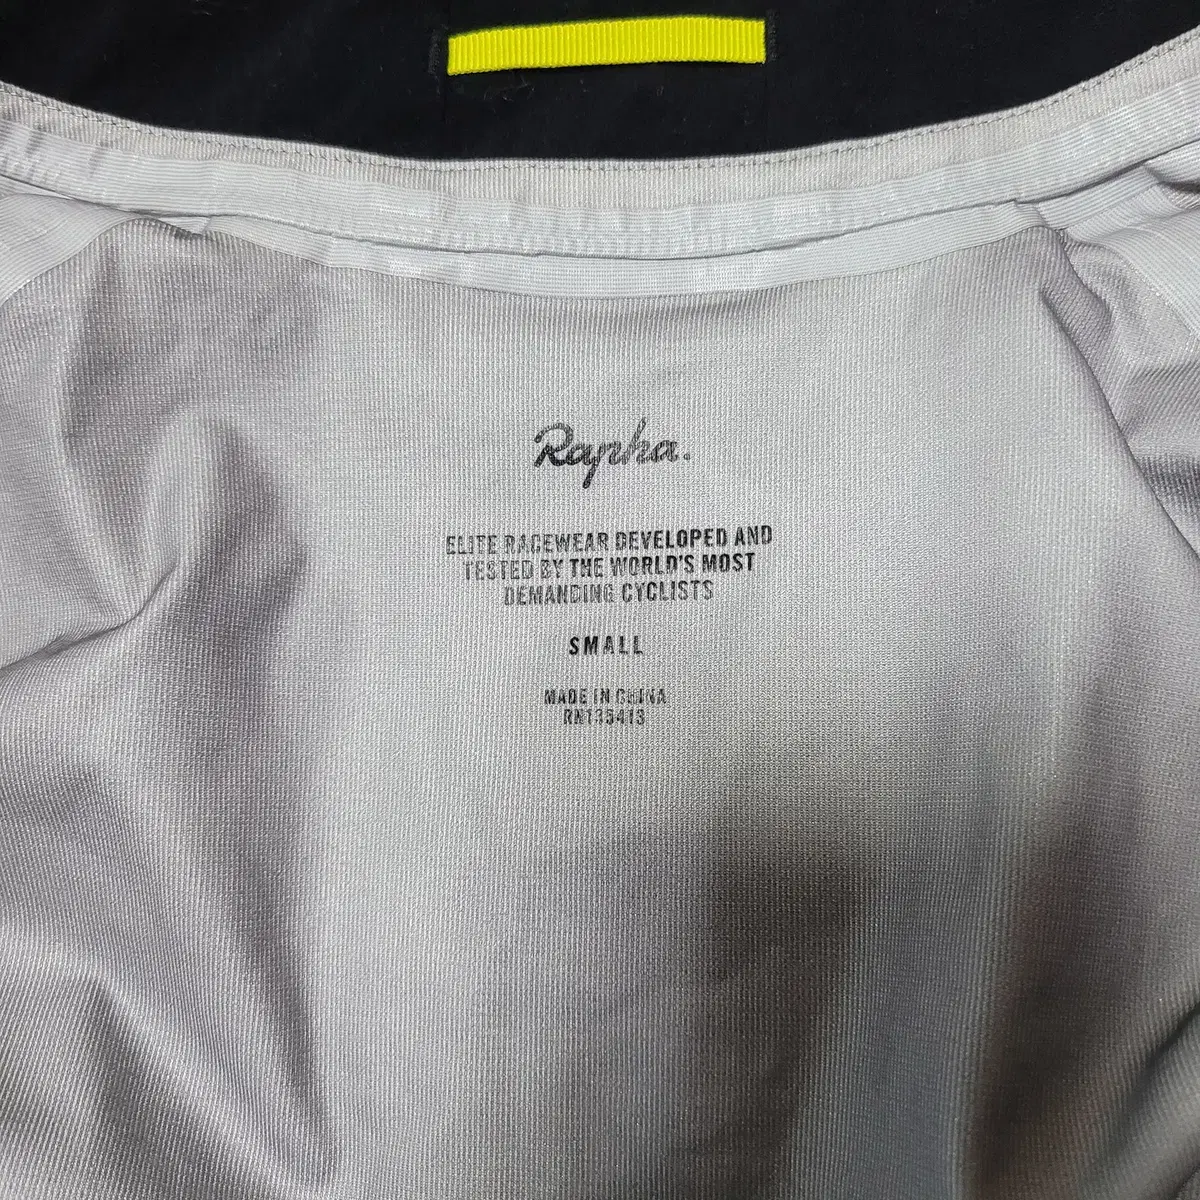 Rapha.
ELITE RACEWEAR DEVELOPED AND
TESTED BY THE WORLD'S MOST
DEMANDING CYCLISTS
SMALL
MADE IN CHINA
RN135413